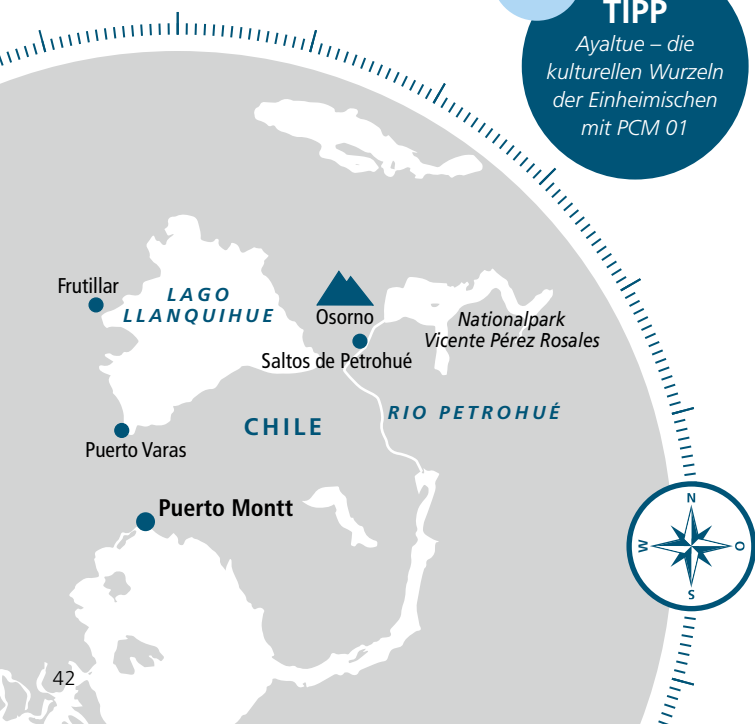 TIPP
Ayaltue – die
kulturellen Wurzeln
der Einheimischen
mit PCM 01
Frutillar
LAGO
LLANQUIHUE
Osorno
Nationalpark
Vicente Pérez Rosales
Saltos de Petrohué
RIO PETROHUÉ
CHILE
Puerto Varas
Puerto Montt
N
W
O
S
42